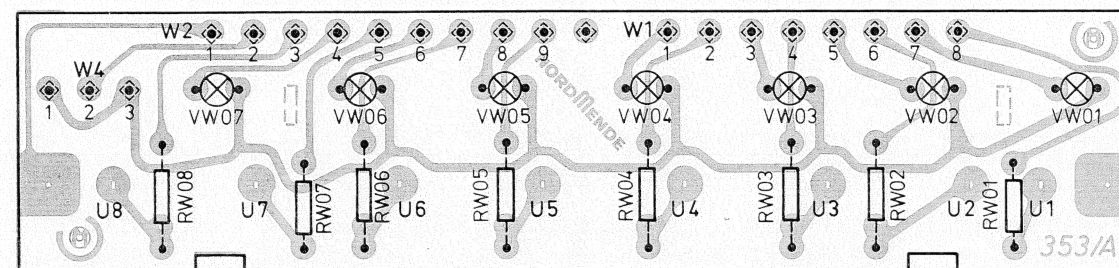 W2 W1
1 2 3 4 5 6 7 8 9 1 2 3 4 5 6 7 8
W4
1 2 3
NORDMENDE
VW07 VW06 VW05 VW04 VW03 VW02 VW01
RW08 RW07 RW06 RW05 RW04 RW03 RW02 RW01
U8 U7 U6 U5 U4 U3 U2 U1
353/A